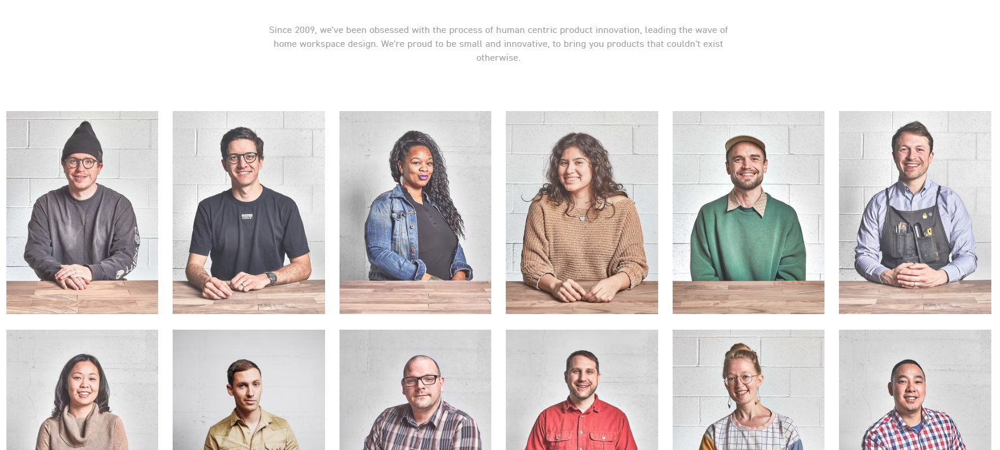 Since 2009, we've been obsessed with the process of human centric product innovation, leading the wave of
home workspace design. We're proud to be small and innovative, to bring you products that couldn't exist
otherwise.